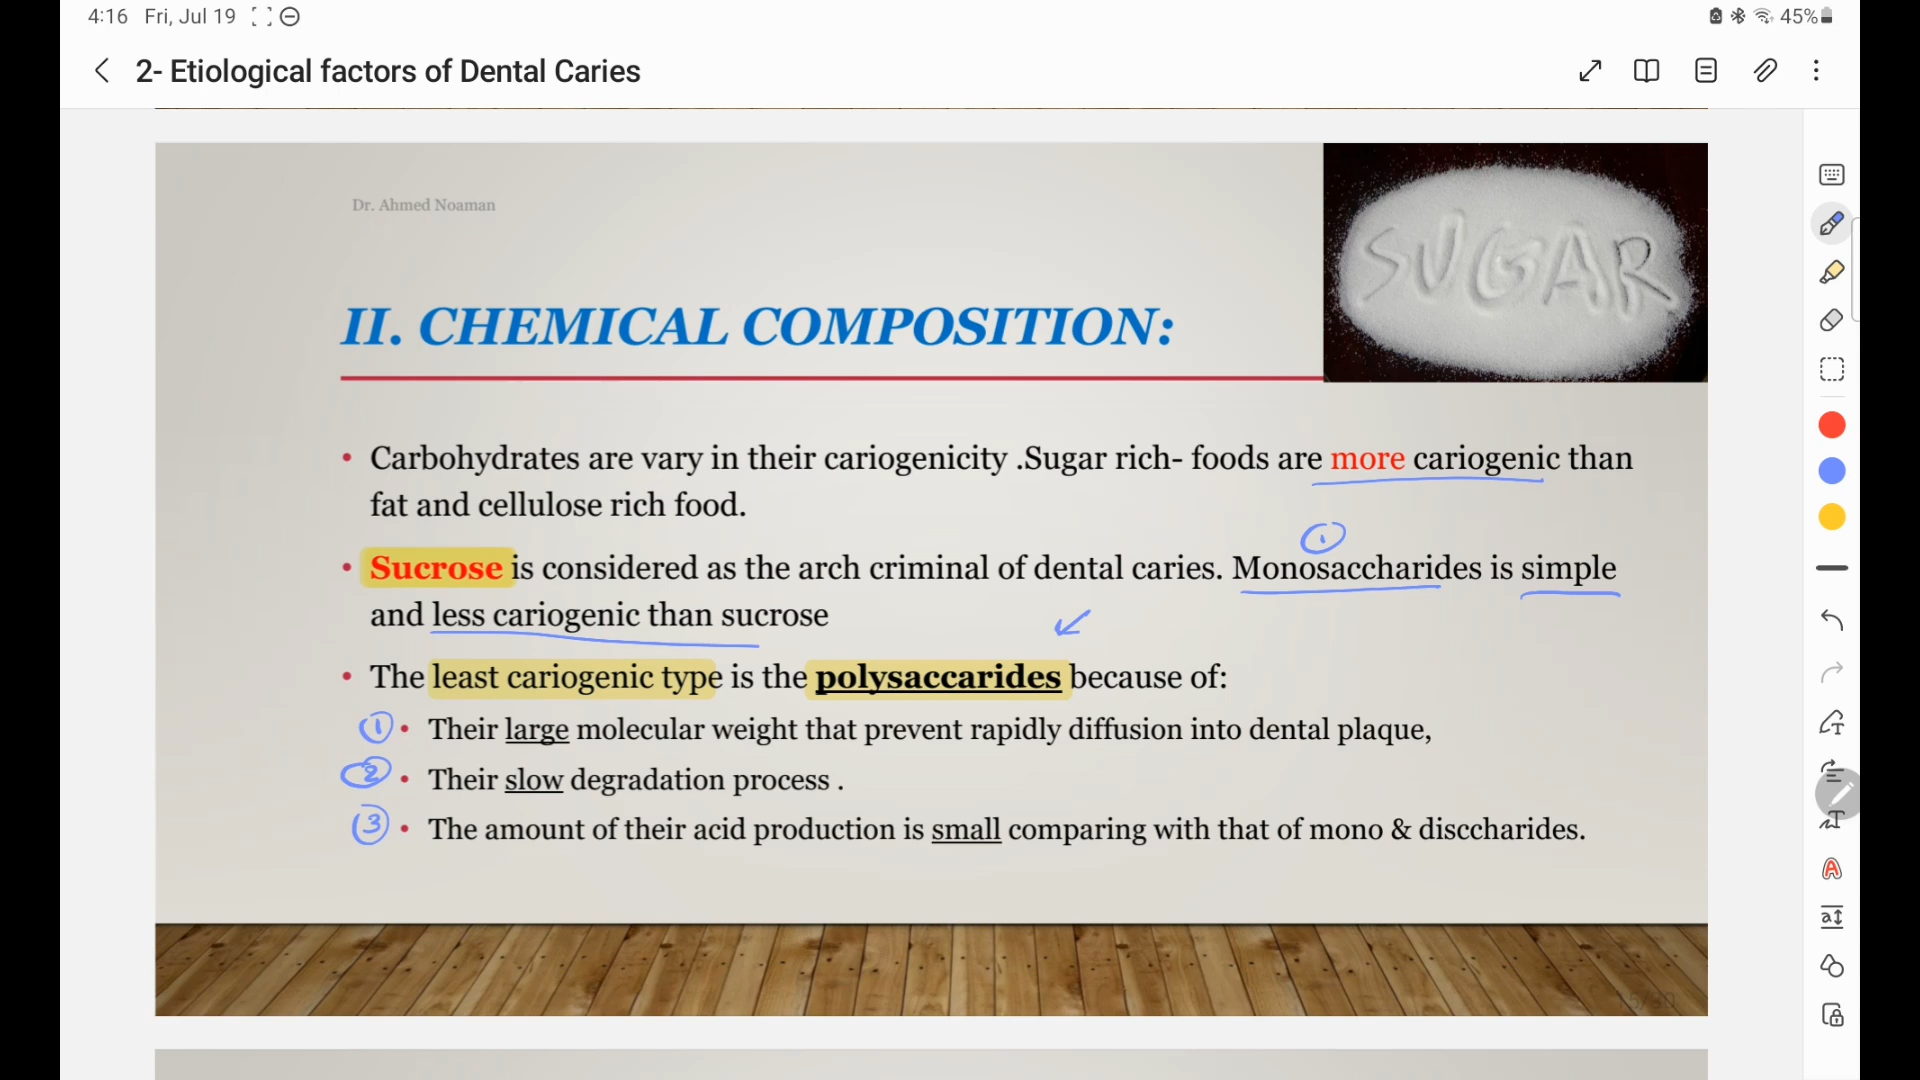 4:16 Fri, Jul 19 45%
2- Etiological factors of Dental Caries
Dr. Ahmed Noaman
SUGAR
II. CHEMICAL COMPOSITION:
• Carbohydrates are vary in their cariogenicity .Sugar rich- foods are more cariogenic than
fat and cellulose rich food.
1
• Sucrose is considered as the arch criminal of dental caries. Monosaccharides is simple
and less cariogenic than sucrose
• The least cariogenic type is the polysaccarides because of:
1 • Their large molecular weight that prevent rapidly diffusion into dental plaque,
2 • Their slow degradation process .
3 • The amount of their acid production is small comparing with that of mono & disccharides.